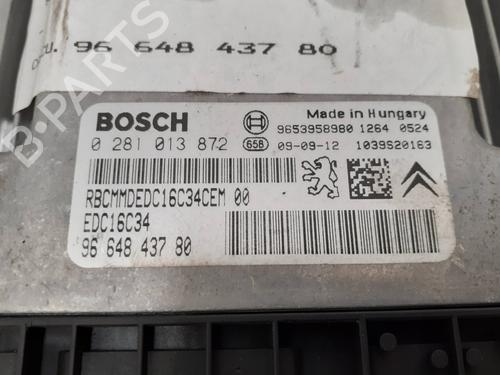 96 648 437 80
BOSCH
Made in Hungary
9653958980 1264 0524
0 281 013 872
658
09-09-12 1039S20163
RBCMMDEDC16C34CEM 00
EDC16C34
96 648 437 80
B-PARTS